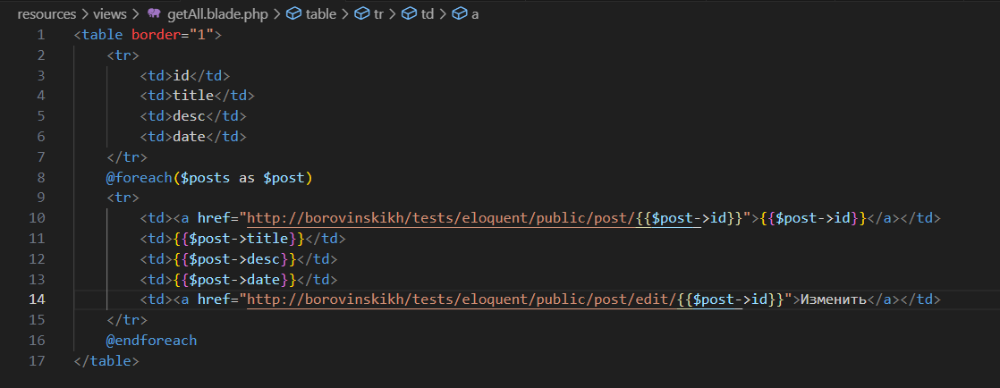 resources > views > getAll.blade.php > table > tr > td > a
1 <table border="1">
2 <tr>
3 <td>id</td>
4 <td>title</td>
5 <td>desc</td>
6 <td>date</td>
7 </tr>
8 @foreach($posts as $post)
9 <tr>
10 <td><a href="http://borovinskikh/tests/eloquent/public/post/{{$post->id}}">{{$post->id}}</a></td>
11 <td>{{$post->title}}</td>
12 <td>{{$post->desc}}</td>
13 <td>{{$post->date}}</td>
14 <td><a href="http://borovinskikh/tests/eloquent/public/post/edit/{{$post->id}}">Изменить</a></td>
15 </tr>
16 @endforeach
17 </table>